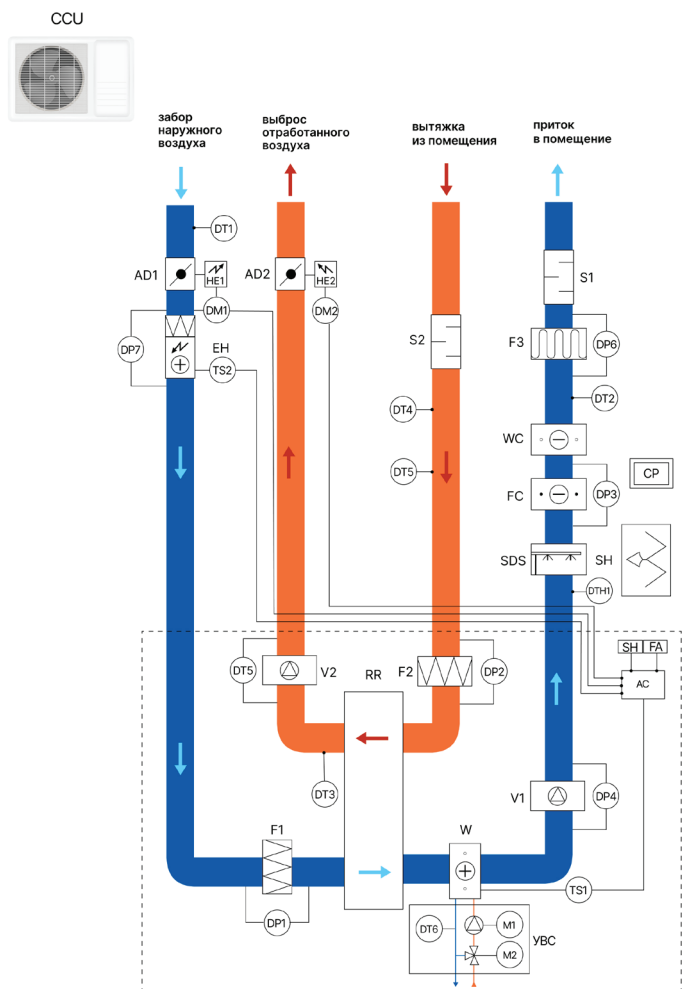 CCU
забор
наружного
воздуха
выброс
отработанного
воздуха
вытяжка
из помещения
приток
в помещение
DT1
AD1
HE1
AD2
HE2
S1
DM1
DM2
DP7
EH
TS2
S2
F3
DP6
DT4
DT2
WC
DT5
CP
FC
DP3
SDS
SH
DTH1
SH
FA
DT5
V2
RR
F2
DP2
AC
DT3
V1
DP4
F1
W
TS1
DP1
DT6
M1
M2
УВС